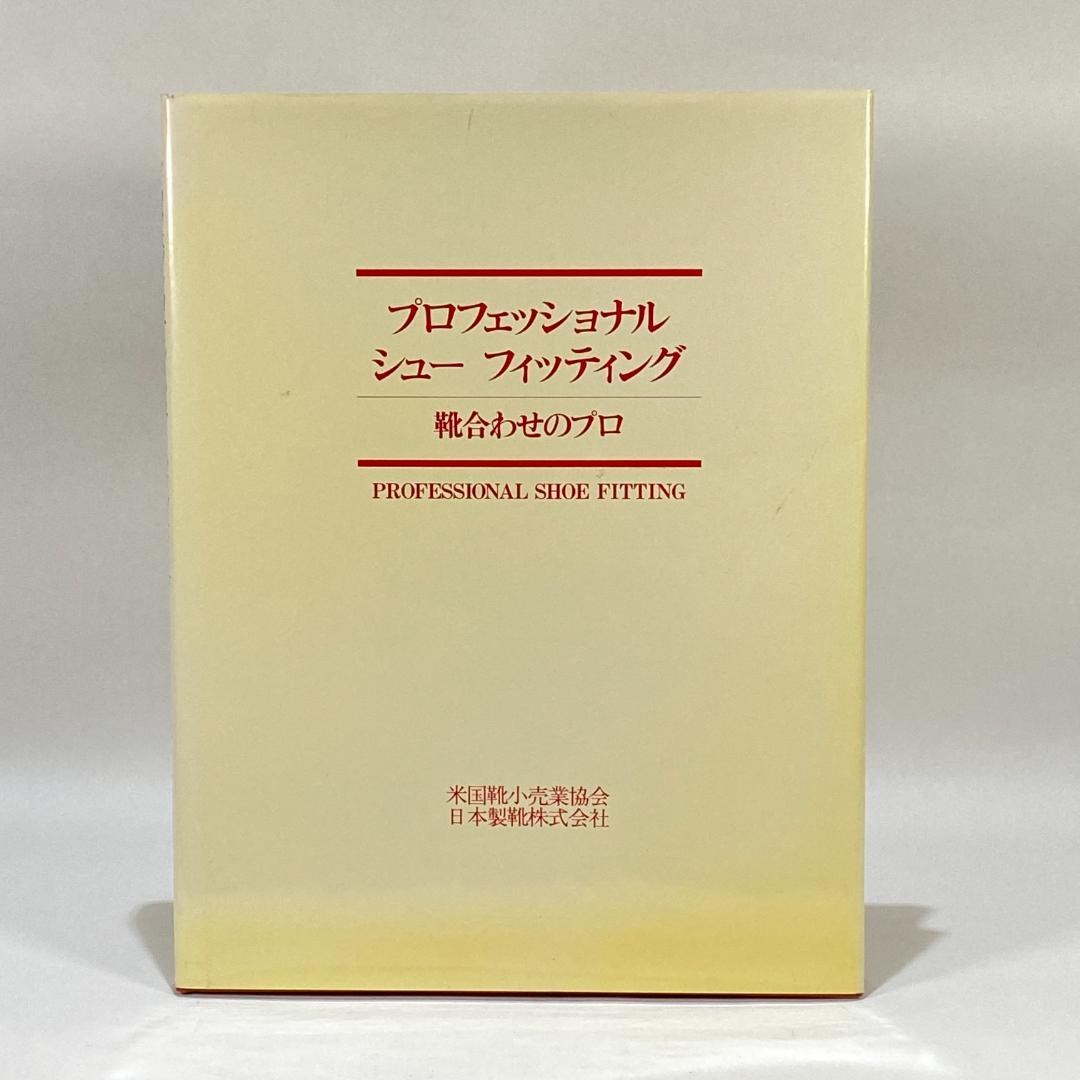 プロフェッショナル
シュー フィッティング
靴合わせのプロ
PROFESSIONAL SHOE FITTING
米国靴小売業協会
日本製靴株式会社